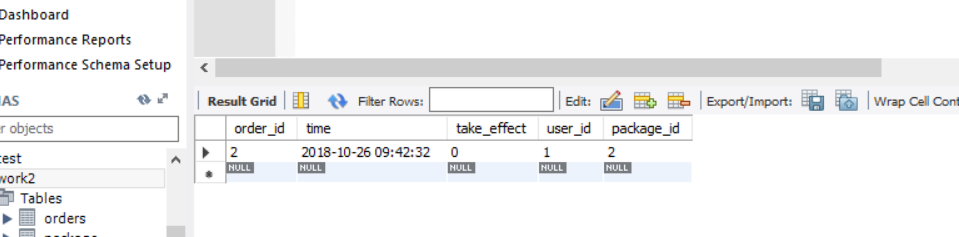 Dashboard
Performance Reports
Performance Schema Setup
Result Grid Filter Rows: Edit: Export/Import: Wrap Cell Cont
order_id time take_effect user_id package_id
2 2018-10-26 09:42:32 0 1 2
NULL NULL NULL NULL NULL
MAS
r objects
test
work2
Tables
orders